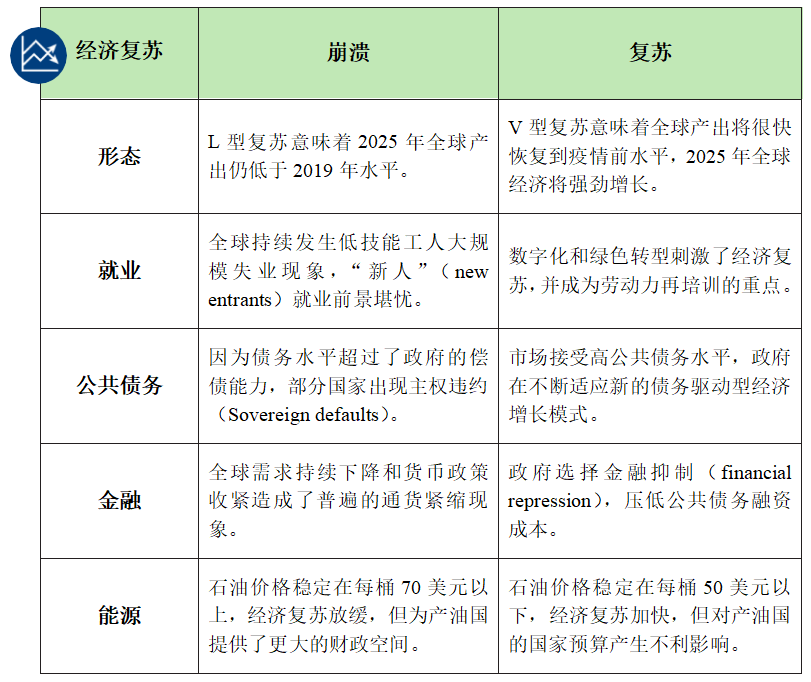 经济复苏
崩溃
复苏
形态
L 型复苏意味着 2025 年全球产
出仍低于 2019 年水平。
V 型复苏意味着全球产出将很快
恢复到疫情前水平，2025 年全球
经济将强劲增长。
就业
全球持续发生低技能工人大规
模失业现象，“新人”（new
entrants）就业前景堪忧。
数字化和绿色转型刺激了经济复
苏，并成为劳动力再培训的重点。
公共债务
因为债务水平超过了政府的偿
债能力，部分国家出现主权违约
（Sovereign defaults）。
市场接受高公共债务水平，政府
在不断适应新的债务驱动型经济
增长模式。
金融
全球需求持续下降和货币政策
收紧造成了普遍的通货紧缩现
象。
政府选择金融抑制（financial
repression），压低公共债务融资
成本。
能源
石油价格稳定在每桶 70 美元以
上，经济复苏放缓，但为产油国
提供了更大的财政空间。
石油价格稳定在每桶 50 美元以
下，经济复苏加快，但对产油国
的国家预算产生不利影响。